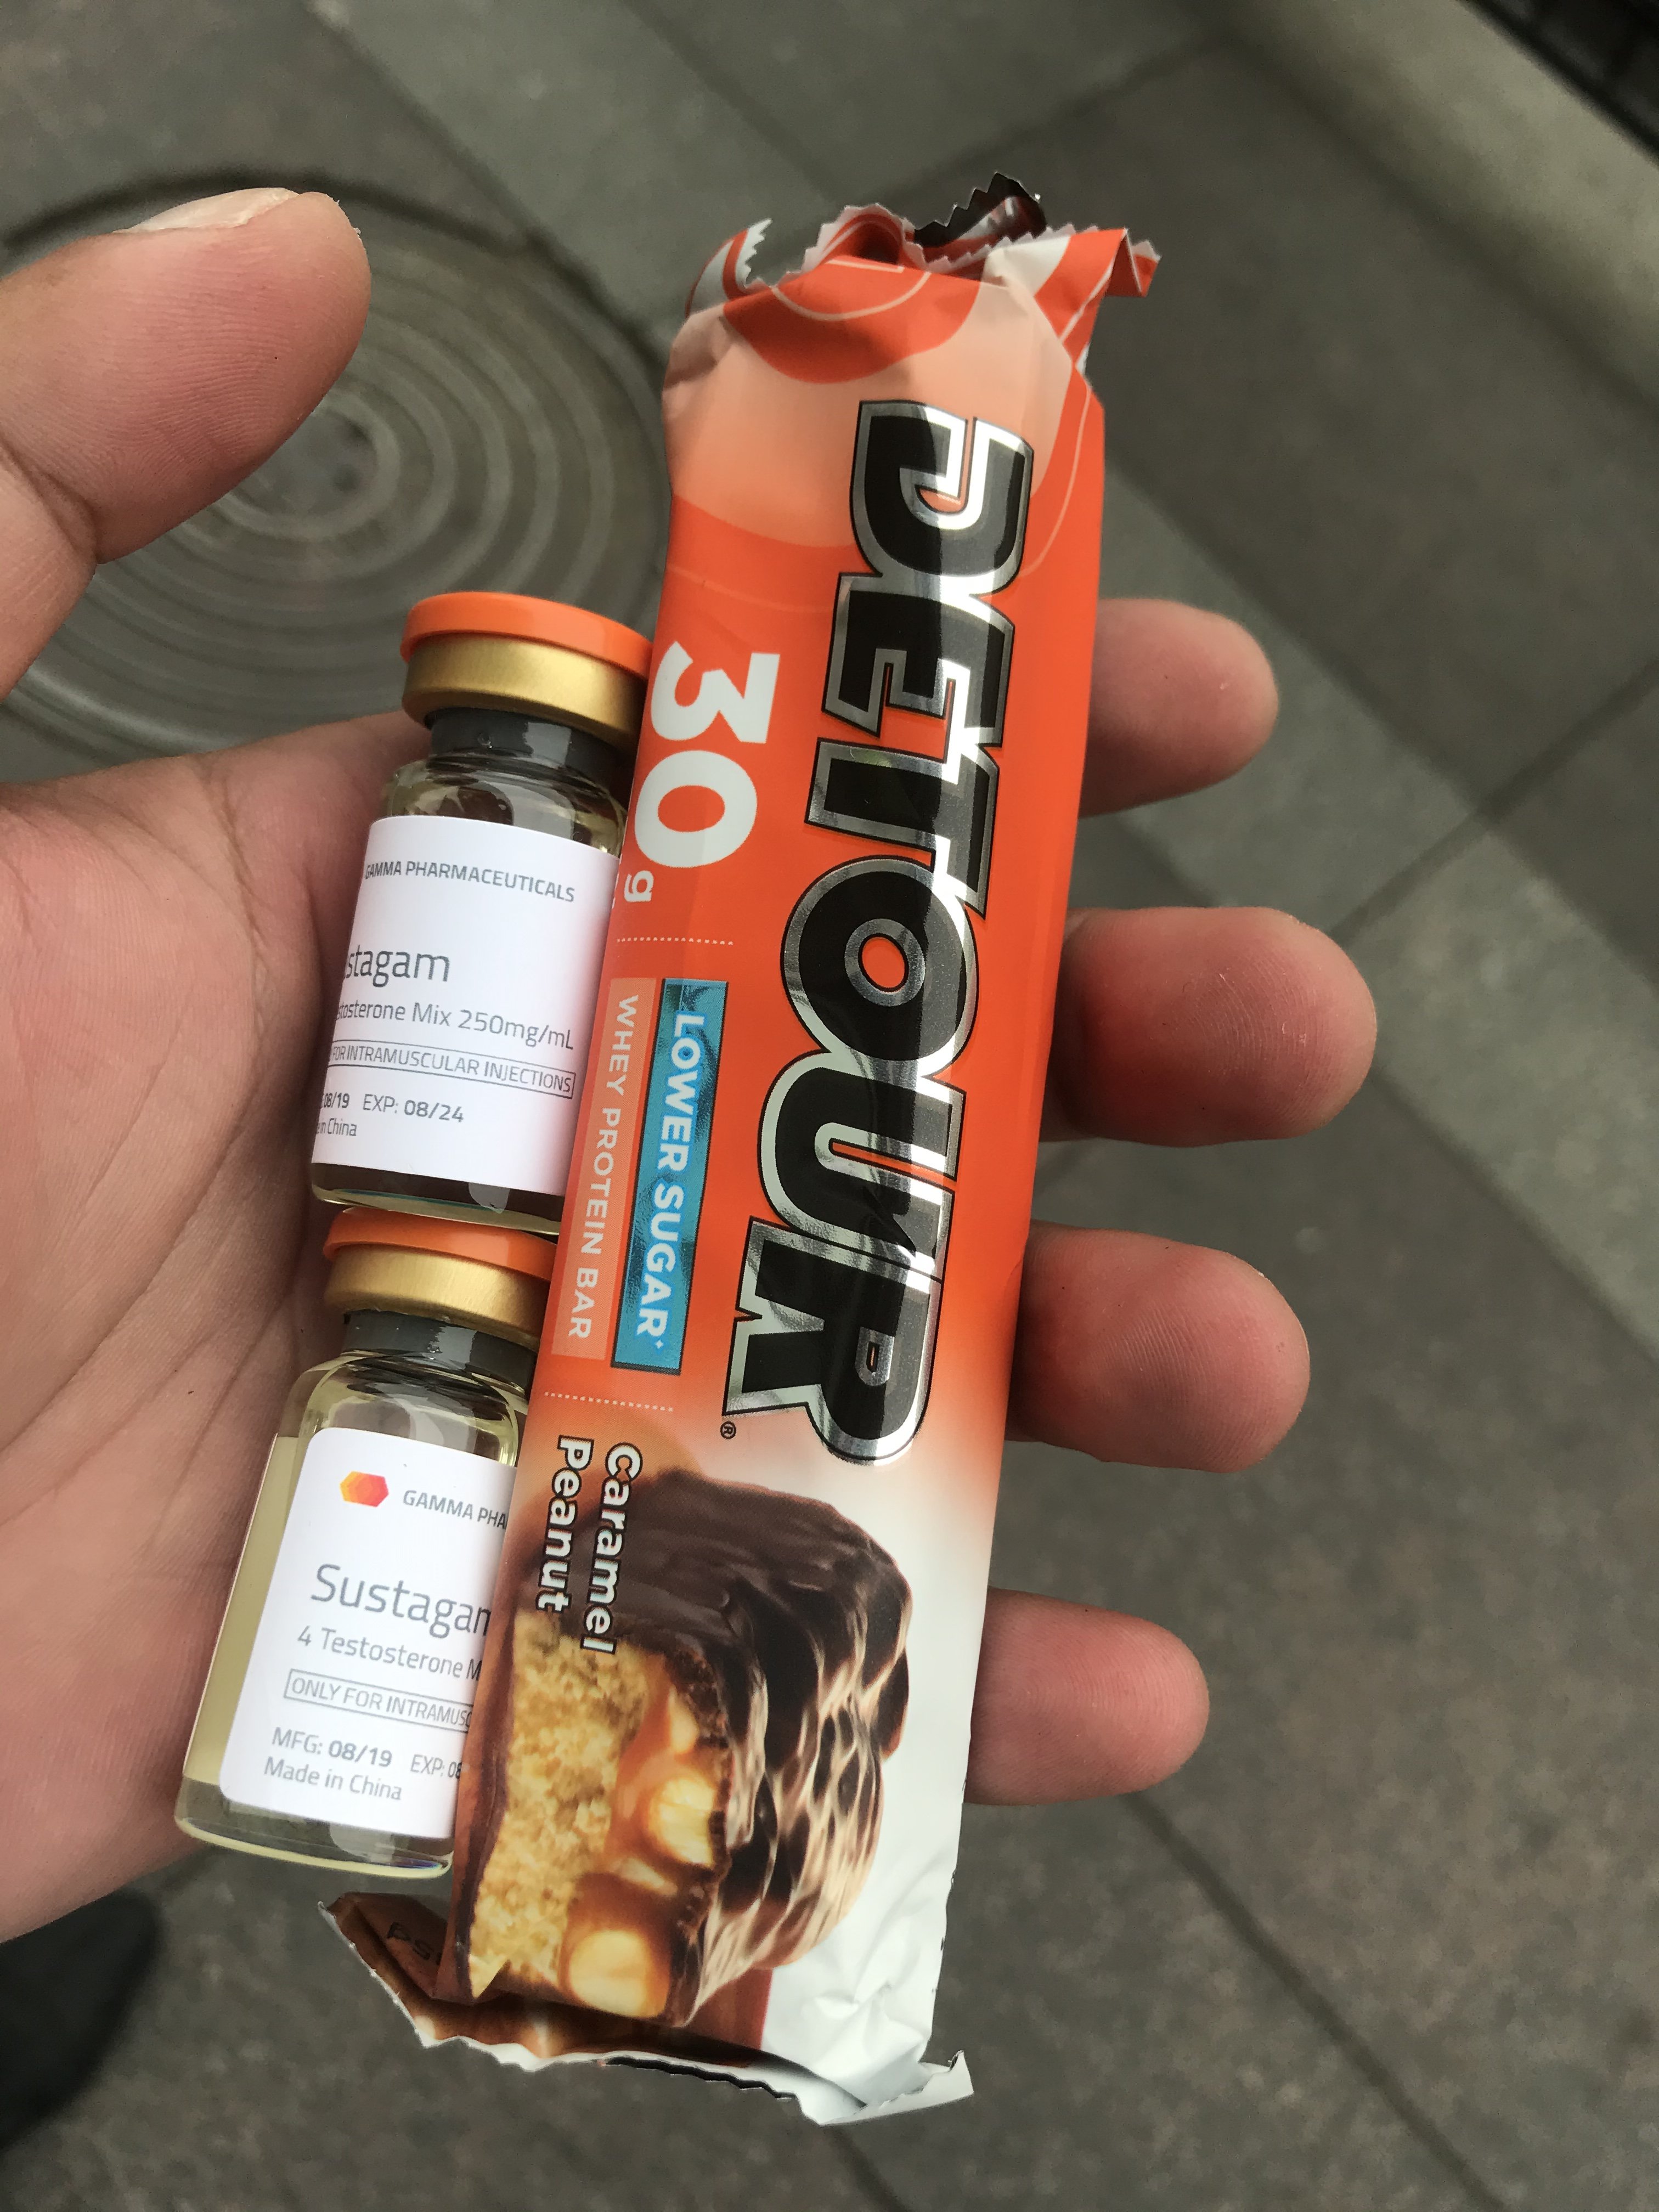 GAMMA PHARMACEUTICALS
stagam
stosterone Mix 250mg/mL
FOR INTRAMUSCULAR INJECTIONS
08/19 EXP: 08/24
in China
GAMMA PHA
Sustagam
4 Testosterone M
ONLY FOR INTRAMUSC
MFG: 08/19 EXP: 08
Made in China
DETOUR®
30g
LOWER SUGAR*
WHEY PROTEIN BAR
Caramel
Peanut